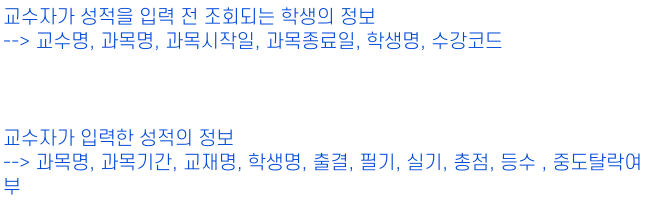 교수자가 성적을 입력 전 조회되는 학생의 정보
--> 교수명, 과목명, 과목시작일, 과목종료일, 학생명, 수강코드
교수자가 입력한 성적의 정보
--> 과목명, 과목기간, 교재명, 학생명, 출결, 필기, 실기, 총점, 등수 , 중도탈락여
부